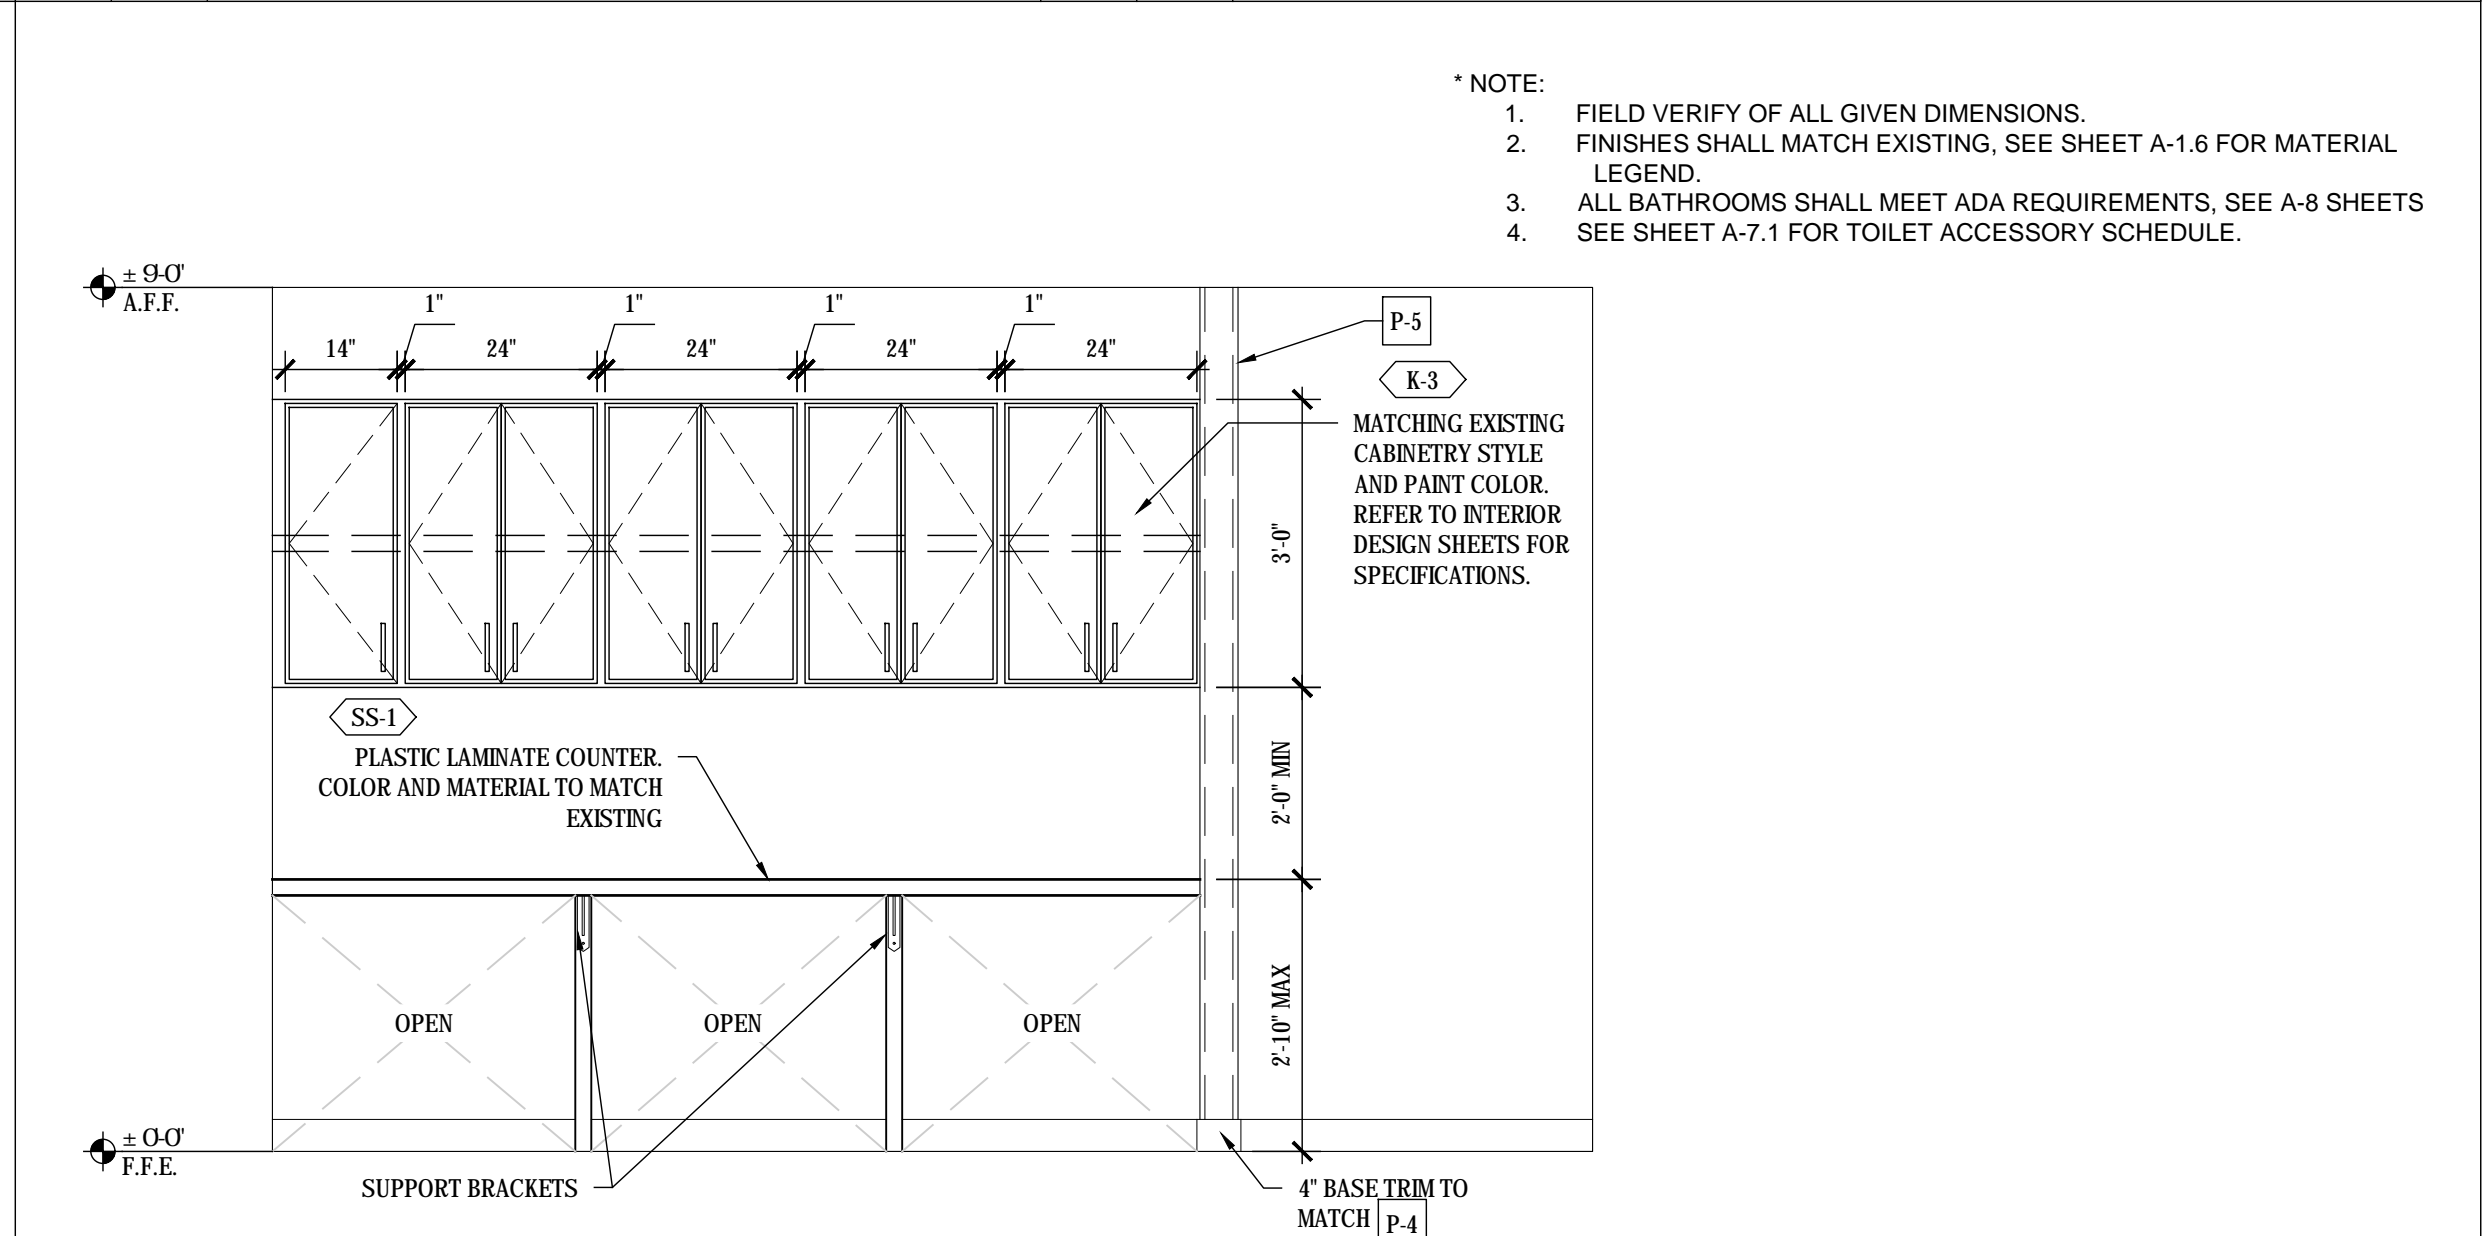 * NOTE:
1. FIELD VERIFY OF ALL GIVEN DIMENSIONS.
2. FINISHES SHALL MATCH EXISTING, SEE SHEET A-1.6 FOR MATERIAL
LEGEND.
3. ALL BATHROOMS SHALL MEET ADA REQUIREMENTS, SEE A-8 SHEETS
4. SEE SHEET A-7.1 FOR TOILET ACCESSORY SCHEDULE.
± 9'-0"
A.F.F.
1" 1" 1" 1"
14" 24" 24" 24" 24"
P-5
K-3
MATCHING EXISTING
CABINETRY STYLE
AND PAINT COLOR.
REFER TO INTERIOR
DESIGN SHEETS FOR
SPECIFICATIONS.
3'-0"
SS-1
PLASTIC LAMINATE COUNTER.
COLOR AND MATERIAL TO MATCH
EXISTING
2'-0" MIN
OPEN OPEN OPEN
2'-10" MAX
± 0'-0"
F.F.E.
SUPPORT BRACKETS
4" BASE TRIM TO
MATCH P-4